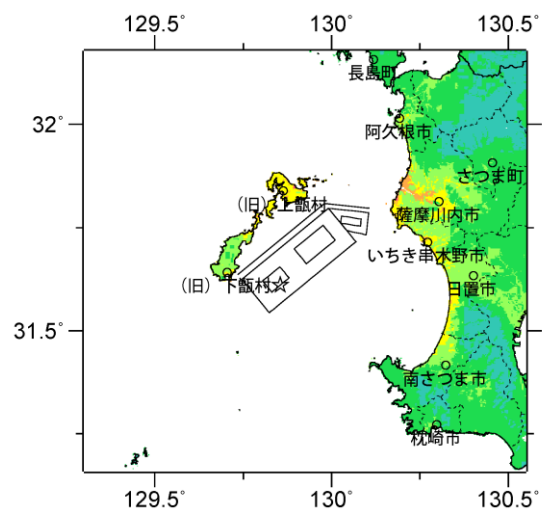 129.5° 130° 130.5°
長島町
32°
阿久根市
さつま町
(旧)上甑村
薩摩川内市
いちき串木野市
(旧)下甑村
日置市
31.5°
南さつま市
枕崎市
129.5° 130° 130.5°